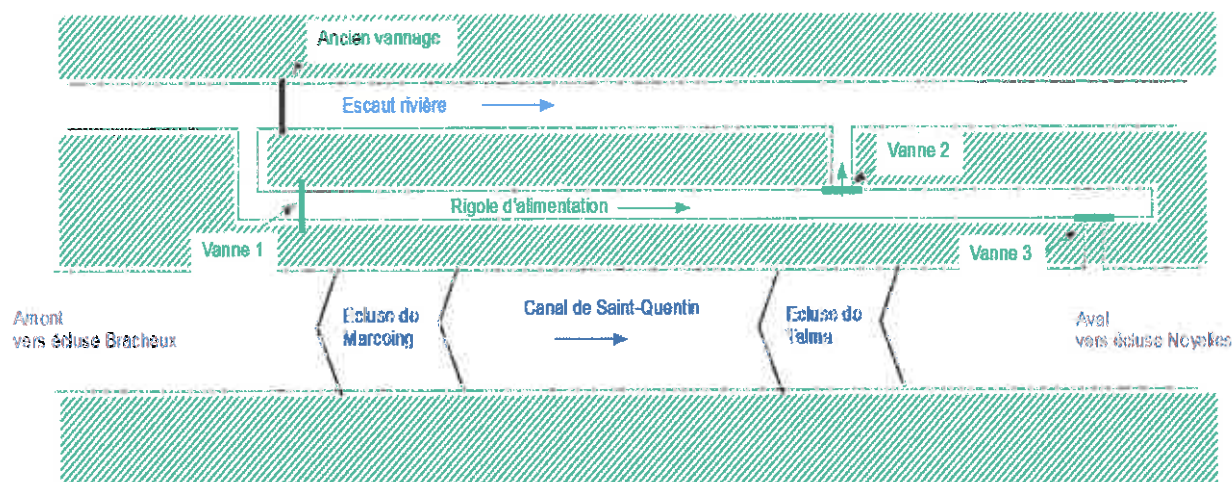 Ancien vannage
Escaut rivière
Vanne 2
Rigole d'alimentation
Vanne 1
Vanne 3
Amont
vers écluse Bracheux
Ecluse de
Marcoing
Canal de Saint-Quentin
Ecluse de
Talma
Aval
vers écluse Noyelles